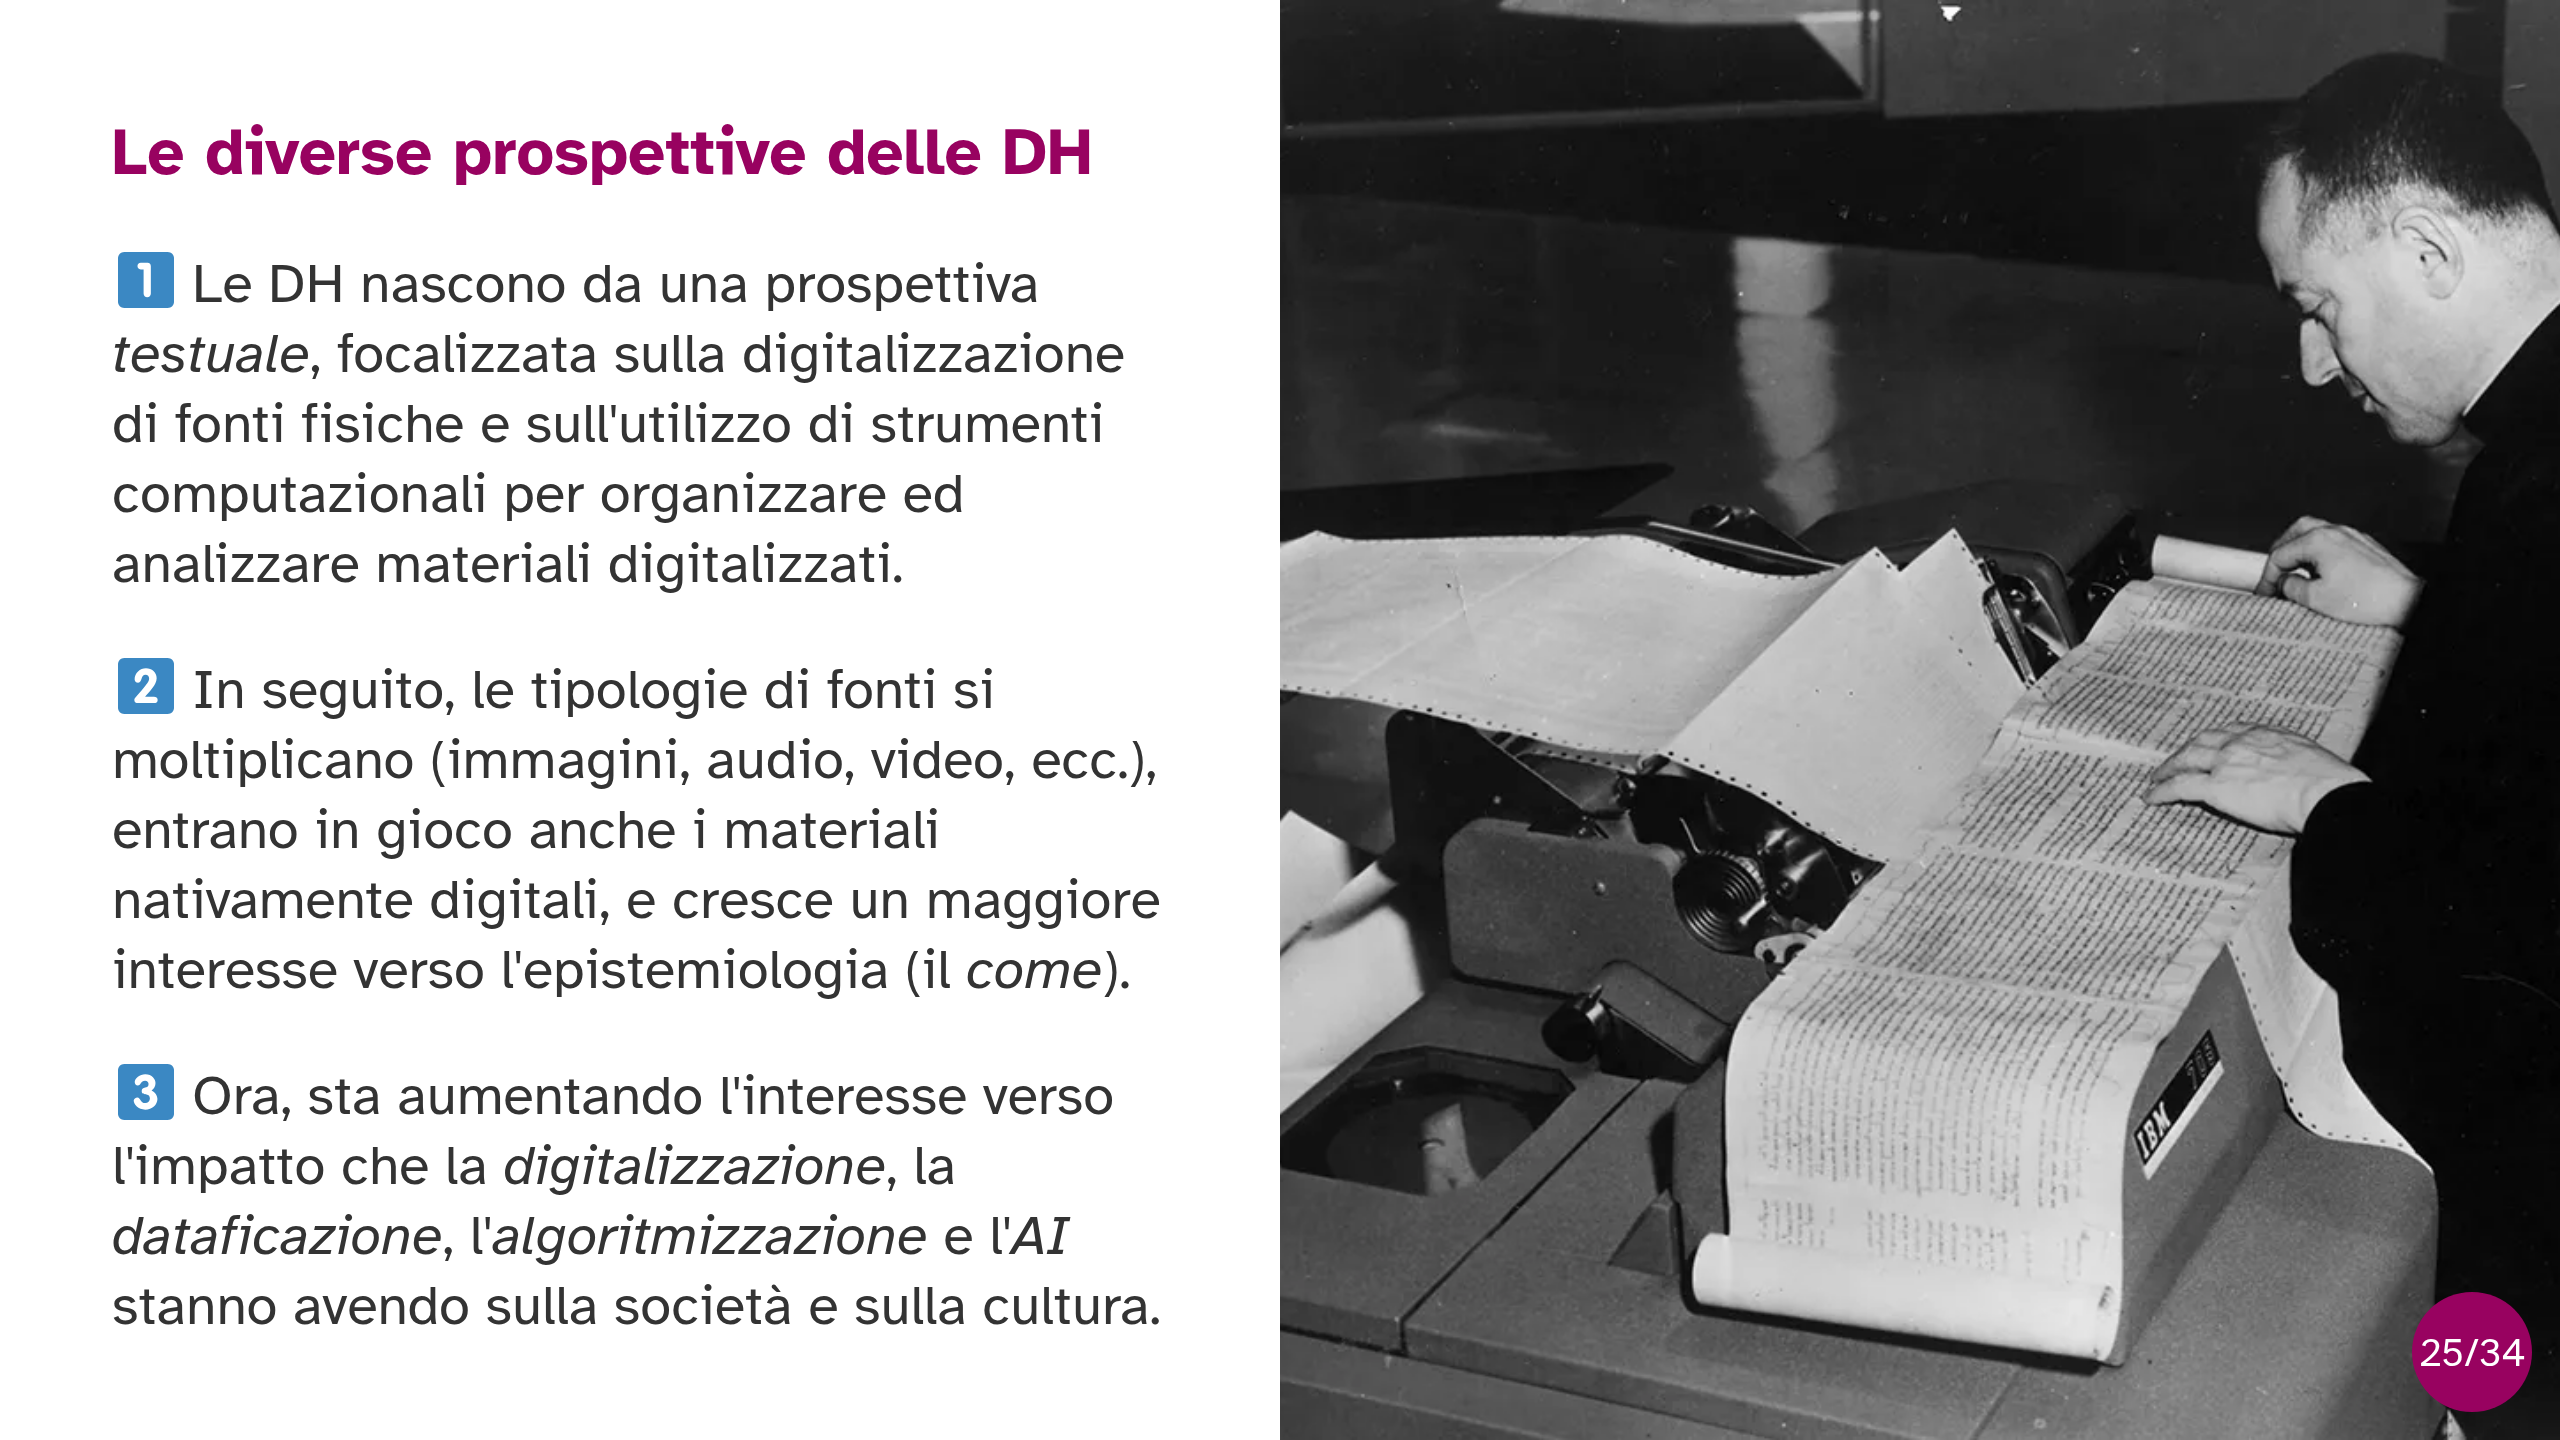 Le diverse prospettive delle DH
1 Le DH nascono da una prospettiva
testuale, focalizzata sulla digitalizzazione
di fonti fisiche e sull'utilizzo di strumenti
computazionali per organizzare ed
analizzare materiali digitalizzati.
2 In seguito, le tipologie di fonti si
moltiplicano (immagini, audio, video, ecc.),
entrano in gioco anche i materiali
nativamente digitali, e cresce un maggiore
interesse verso l'epistemiologia (il come).
3 Ora, sta aumentando l'interesse verso
l'impatto che la digitalizzazione, la
dataficazione, l'algoritmizzazione e l'AI
stanno avendo sulla società e sulla cultura.
IBM
25/34